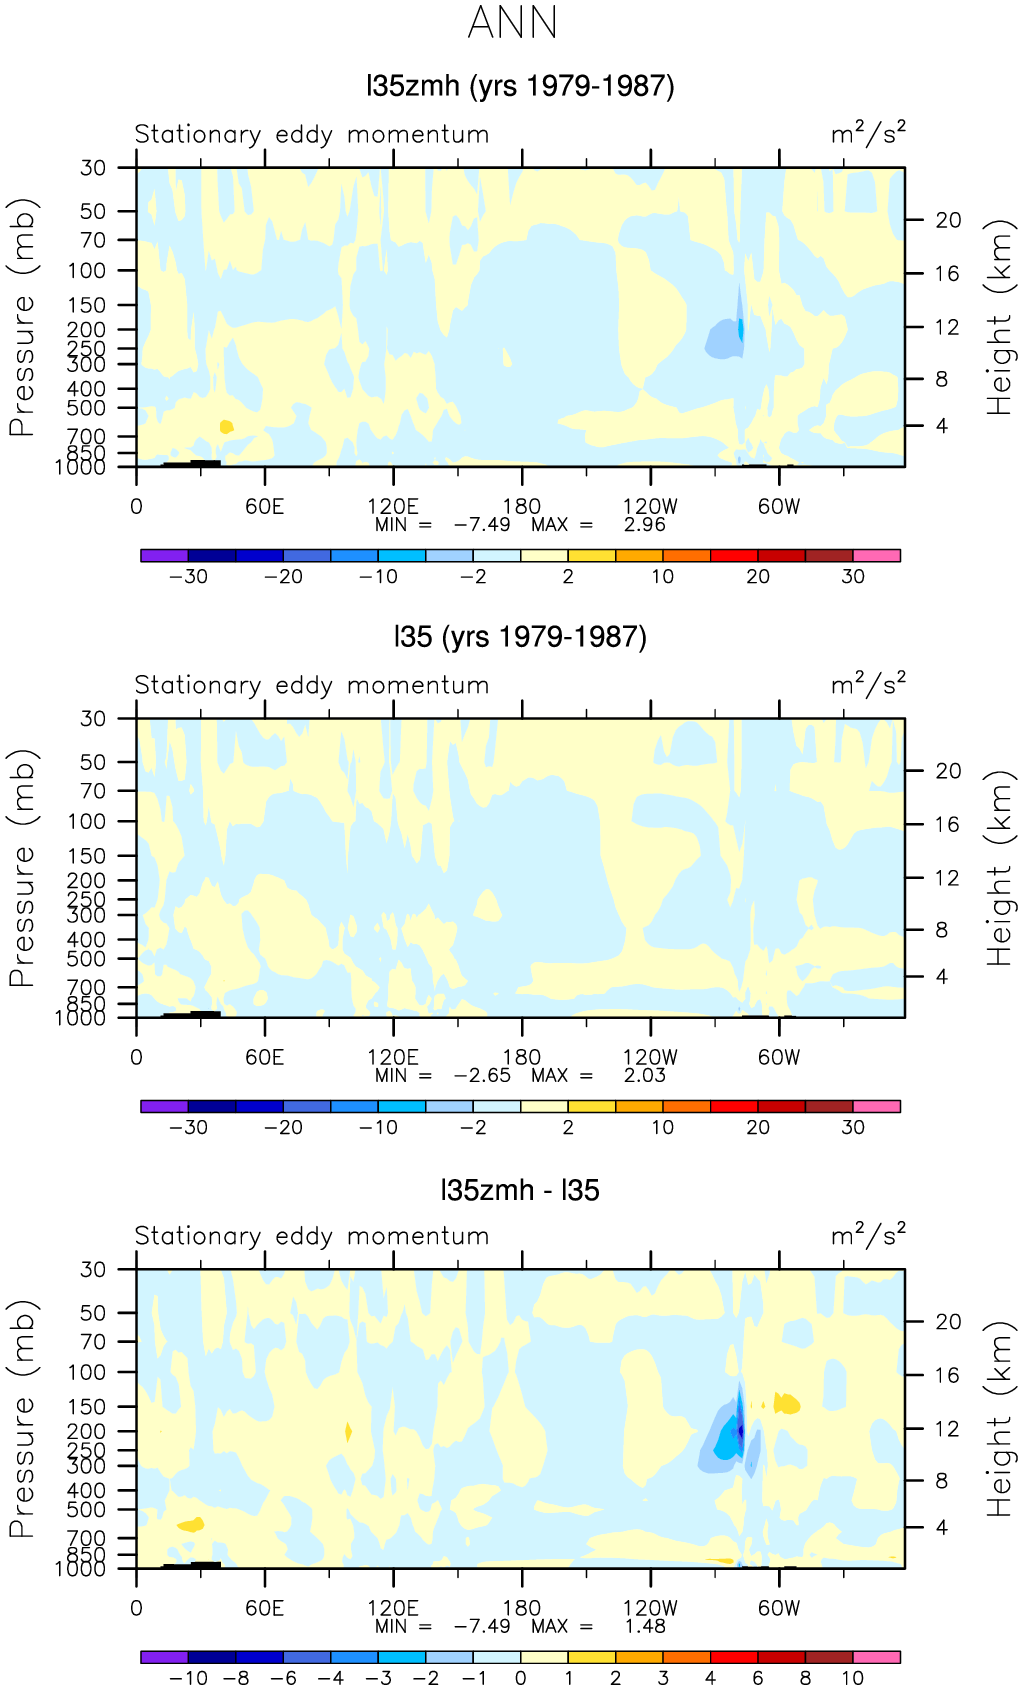 ANN
l35zmh (yrs 1979-1987)
Stationary eddy momentum m²/s²
30
50
70
100
150
200
250
300
400
500
700
850
1000
Pressure (mb)
20
16
12
8
4
Height (km)
0 60E 120E 180 120W 60W
MIN = -7.49 MAX = 2.96
-30 -20 -10 -2 2 10 20 30
l35 (yrs 1979-1987)
Stationary eddy momentum m²/s²
30
50
70
100
150
200
250
300
400
500
700
850
1000
Pressure (mb)
20
16
12
8
4
Height (km)
0 60E 120E 180 120W 60W
MIN = -2.65 MAX = 2.03
-30 -20 -10 -2 2 10 20 30
l35zmh - l35
Stationary eddy momentum m²/s²
30
50
70
100
150
200
250
300
400
500
700
850
1000
Pressure (mb)
20
16
12
8
4
Height (km)
0 60E 120E 180 120W 60W
MIN = -7.49 MAX = 1.48
-10 -8 -6 -4 -3 -2 -1 0 1 2 3 4 6 8 10